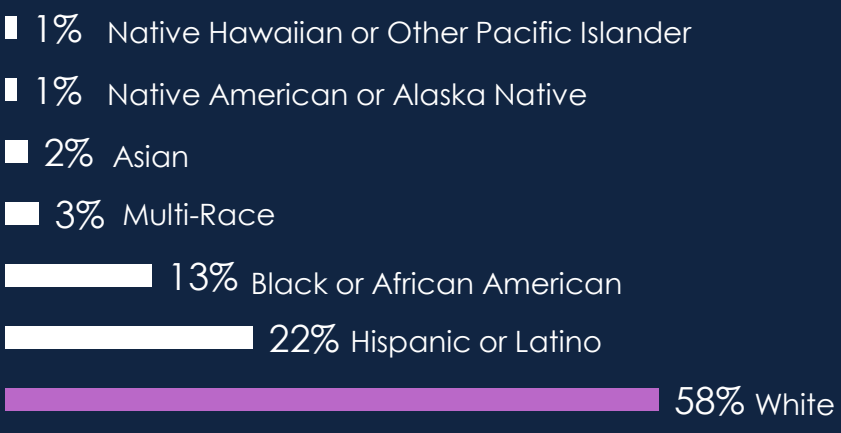 1% Native Hawaiian or Other Pacific Islander
1% Native American or Alaska Native
2% Asian
3% Multi-Race
13% Black or African American
22% Hispanic or Latino
58% White